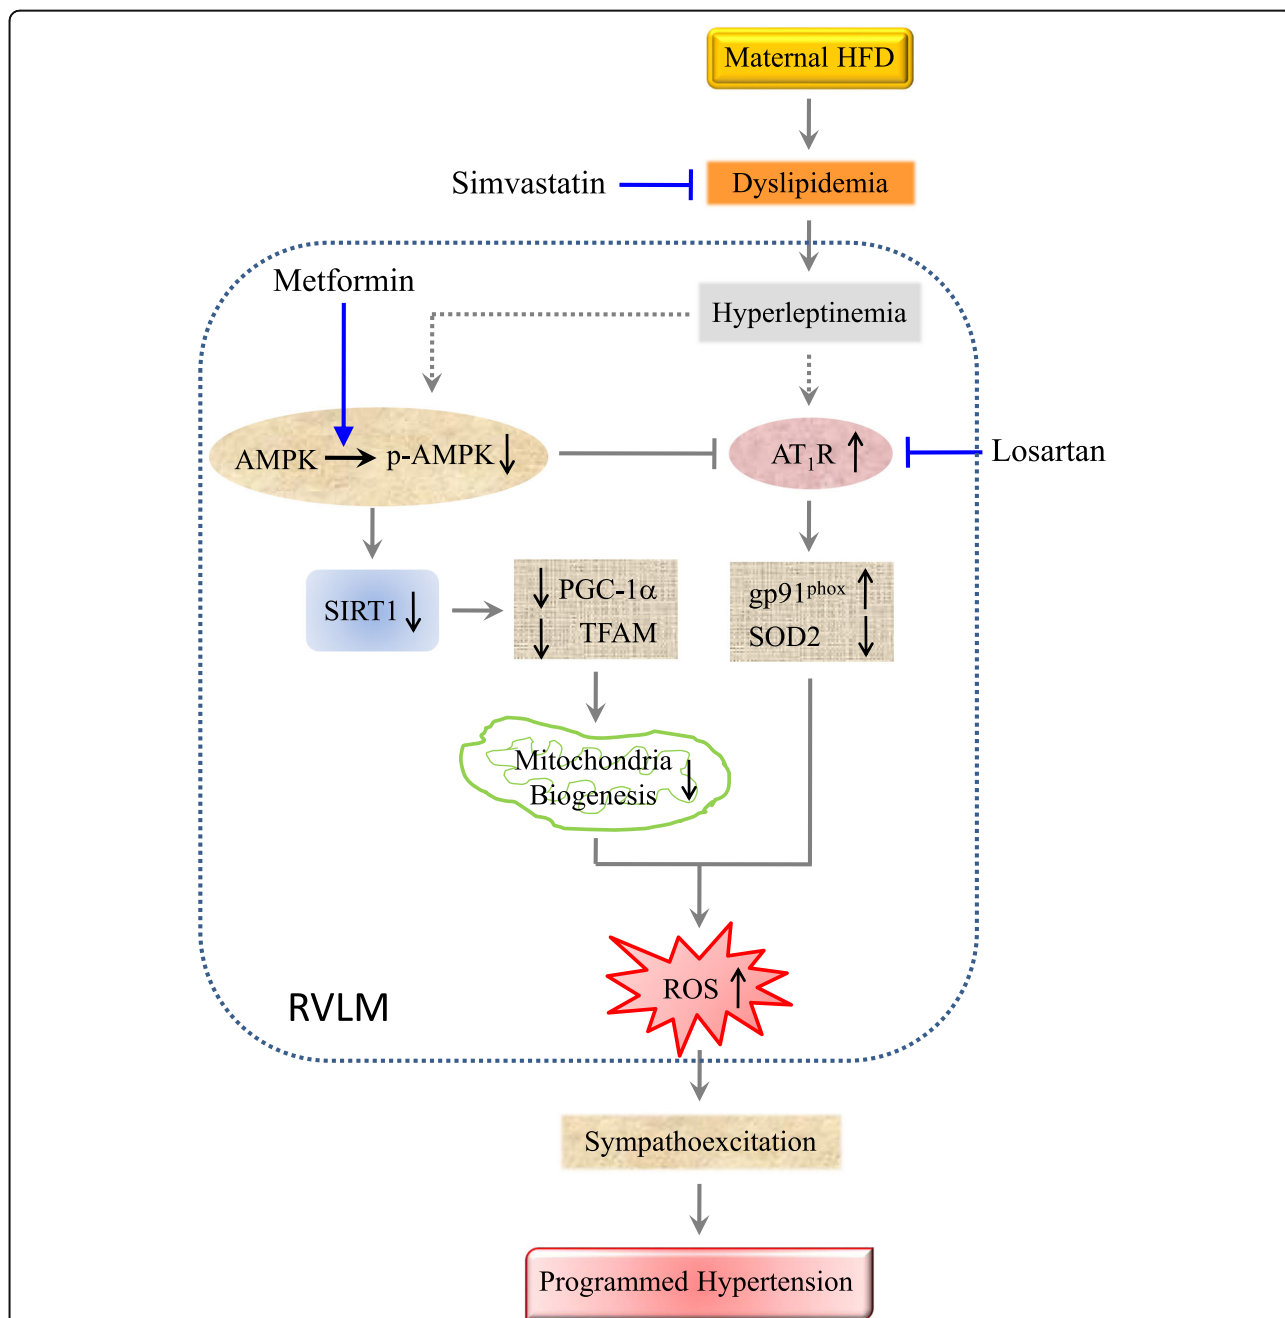 Maternal HFD
Simvastatin
Dyslipidemia
Metformin
Hyperleptinemia
AMPK → p-AMPK ↓
AT₁R ↑
Losartan
SIRT1 ↓
↓ PGC-1α
↓ TFAM
gp91ᵖʰᵒˣ ↑
SOD2 ↓
Mitochondria
Biogenesis ↓
ROS ↑
RVLM
Sympathoexcitation
Programmed Hypertension